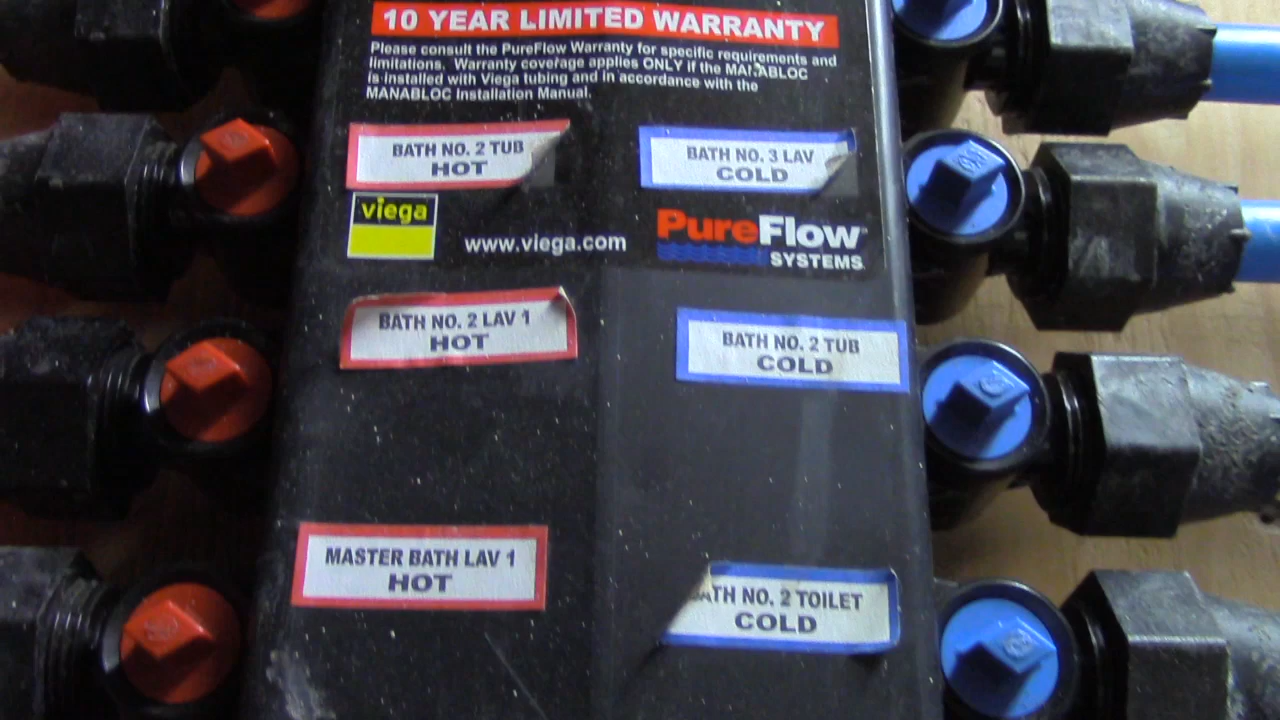 10 YEAR LIMITED WARRANTY
Please consult the PureFlow Warranty for specific requirements and
limitations. Warranty coverage applies ONLY if the MANABLOC
is installed with Viega tubing and in accordance with the
MANABLOC Installation Manual.
BATH NO. 2 TUB
HOT
BATH NO. 3 LAV
COLD
viega
www.viega.com
PureFlow
SYSTEMS
BATH NO. 2 LAV 1
HOT
BATH NO. 2 TUB
COLD
MASTER BATH LAV 1
HOT
ATH NO. 2 TOILET
COLD